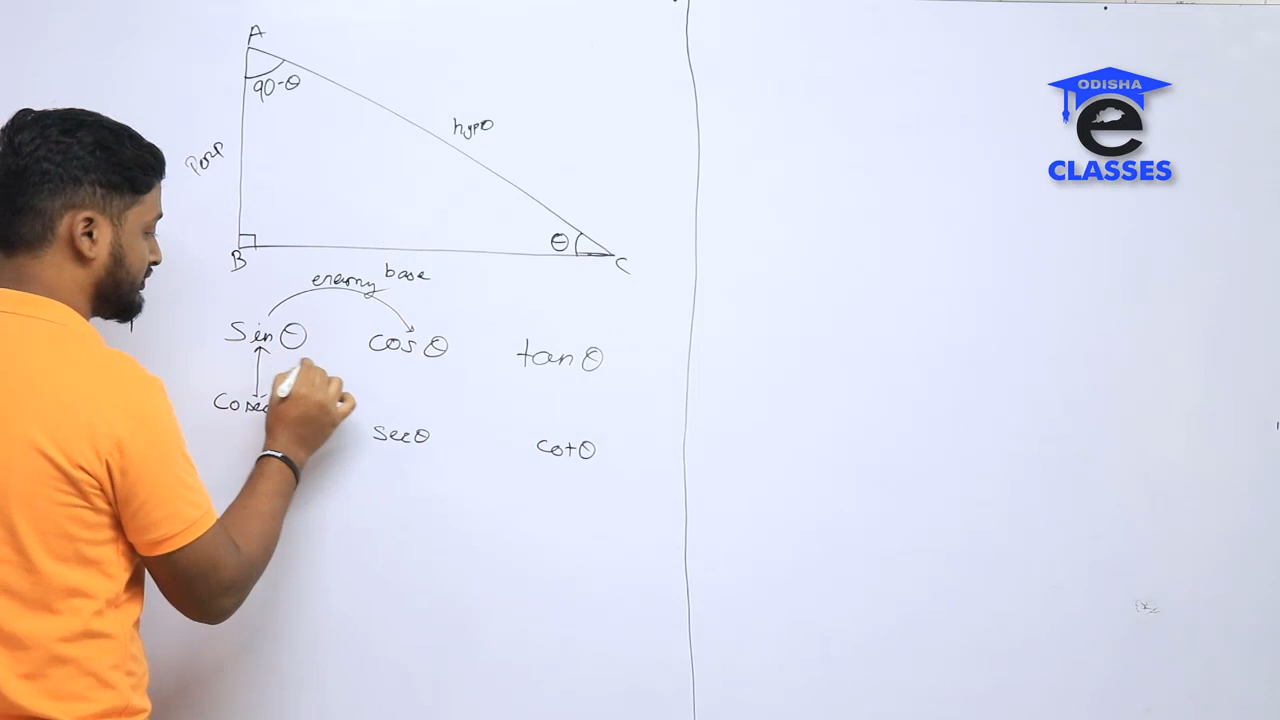 A
90-θ
hypo
Perp
θ
B
C
base
enemy
Sin θ
cos θ
tan θ
Cosec
sec θ
cot θ
ODISHA
e
CLASSES